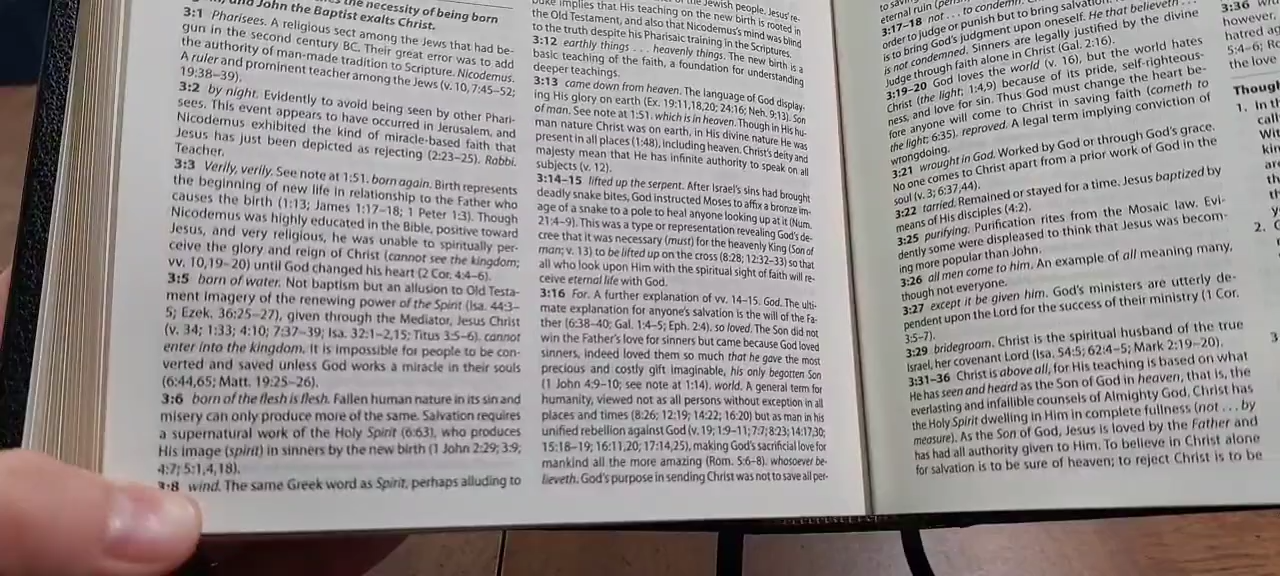 the necessity of being born
and John the Baptist exalts Christ.
3:1 Pharisees. A religious sect among the Jews that had be-
gun in the second century BC. Their great error was to add
the authority of man-made tradition to Scripture. Nicodemus.
A ruler and prominent teacher among the Jews (v. 10, 7:45–52;
19:38–39).
3:2 by night. Evidently to avoid being seen by other Phari-
sees. This event appears to have occurred in Jerusalem, and
Nicodemus exhibited the kind of miracle-based faith that
Jesus has just been depicted as rejecting (2:23–25). Rabbi.
Teacher.
3:3 Verily, verily. See note at 1:51. born again. Birth represents
the beginning of new life in relationship to the Father who
causes the birth (1:13; James 1:17–18; 1 Peter 1:3). Though
Nicodemus was highly educated in the Bible, positive toward
Jesus, and very religious, he was unable to spiritually per-
ceive the glory and reign of Christ (cannot see the kingdom;
vv. 10,19–20) until God changed his heart (2 Cor. 4:4–6).
3:5 born of water. Not baptism but an allusion to Old Testa-
ment imagery of the renewing power of the Spirit (Isa. 44:3–
5; Ezek. 36:25–27), given through the Mediator, Jesus Christ
(v. 34; 1:33; 4:10; 7:37–39; Isa. 32:1–2,15; Titus 3:5–6). cannot
enter into the kingdom. It is impossible for people to be con-
verted and saved unless God works a miracle in their souls
(6:44,65; Matt. 19:25–26).
3:6 born of the flesh is flesh. Fallen human nature in its sin and
misery can only produce more of the same. Salvation requires
a supernatural work of the Holy Spirit (6:63), who produces
His image (spirit) in sinners by the new birth (1 John 2:29; 3:9;
4:7; 5:1,4,18).
3:8 wind. The same Greek word as Spirit, perhaps alluding to
the Jewish people. Jesus' re-
buke implies that His teaching on the new birth is rooted in
the Old Testament, and also that Nicodemus's mind was blind
to the truth despite his Pharisaic training in the Scriptures.
3:12 earthly things . . . heavenly things. The new birth is a
basic teaching of the faith, a foundation for understanding
deeper teachings.
3:13 came down from heaven. The language of God display-
ing His glory on earth (Ex. 19:11,18,20; 24:16; Neh. 9:13). Son
of man. See note at 1:51. which is in heaven. Though in His hu-
man nature Christ was on earth, in His divine nature He was
present in all places (1:48), including heaven. Christ's deity and
majesty mean that He has infinite authority to speak on all
subjects (v. 12).
3:14–15 lifted up the serpent. After Israel's sins had brought
deadly snake bites, God instructed Moses to affix a bronze im-
age of a snake to a pole to heal anyone looking up at it (Num.
21:4–9). This was a type or representation revealing God's de-
cree that it was necessary (must) for the heavenly King (Son of
man; v. 13) to be lifted up on the cross (8:28; 12:32–33) so that
all who look upon Him with the spiritual sight of faith will re-
ceive eternal life with God.
3:16 For. A further explanation of vv. 14–15. God. The ulti-
mate explanation for anyone's salvation is the will of the Fa-
ther (6:38–40; Gal. 1:4–5; Eph. 2:4). so loved. The Son did not
win the Father's love for sinners but came because God loved
sinners, indeed loved them so much that he gave the most
precious and costly gift imaginable, his only begotten Son
(1 John 4:9–10; see note at 1:14). world. A general term for
humanity, viewed not as all persons without exception in all
places and times (8:26; 12:19; 14:22; 16:20) but as man in his
unified rebellion against God (v. 19; 1:9–11; 7:7; 8:23; 14:17,30;
15:18–19; 16:11,20; 17:14,25), making God's sacrificial love for
mankind all the more amazing (Rom. 5:6–8). whosoever be-
lieveth. God's purpose in sending Christ was not to save all per-
to saving
eternal ruin
3:17–18 not . . . to condemn.
order to judge or punish but to bring salvation.
is to bring God's judgment upon oneself. He that believeth . . .
is not condemned. Sinners are legally justified by the divine
Judge through faith alone in Christ (Gal. 2:16).
3:19–20 God loves the world (v. 16), but the world hates
Christ (the light; 1:4,9) because of its pride, self-righteous-
ness, and love for sin. Thus God must change the heart be-
fore anyone will come to Christ in saving faith (cometh to
the light; 6:35). reproved. A legal term implying conviction of
wrongdoing.
3:21 wrought in God. Worked by God or through God's grace.
No one comes to Christ apart from a prior work of God in the
soul (v. 3; 6:37,44).
3:22 tarried. Remained or stayed for a time. Jesus baptized by
means of His disciples (4:2).
3:25 purifying. Purification rites from the Mosaic law. Evi-
dently some were displeased to think that Jesus was becom-
ing more popular than John.
3:26 all men come to him. An example of all meaning many,
though not everyone.
3:27 except it be given him. God's ministers are utterly de-
pendent upon the Lord for the success of their ministry (1 Cor.
3:5–7).
3:29 bridegroom. Christ is the spiritual husband of the true
Israel, her covenant Lord (Isa. 54:5; 62:4–5; Mark 2:19–20).
3:31–36 Christ is above all, for His teaching is based on what
He has seen and heard as the Son of God in heaven, that is, the
everlasting and infallible counsels of Almighty God, Christ has
the Holy Spirit dwelling in Him in complete fullness (not . . . by
measure). As the Son of God, Jesus is loved by the Father and
has had all authority given to Him. To believe in Christ alone
for salvation is to be sure of heaven; to reject Christ is to be
3:36
however,
hatred
5:4–6;
the love
Though
1. In
2.
3